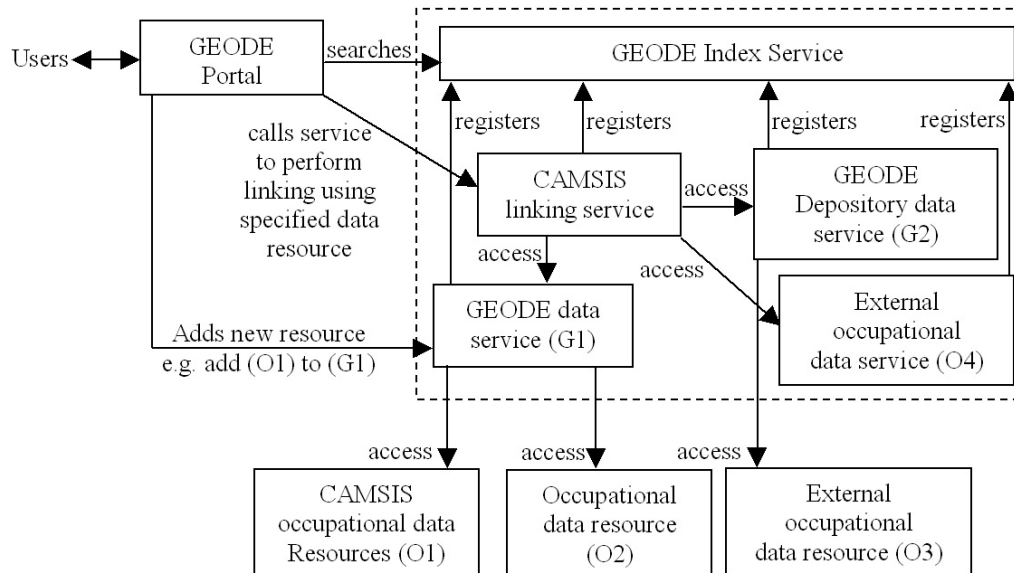 Users
GEODE
Portal
searches
GEODE Index Service
registers
registers
registers
registers
calls service
to perform
linking using
specified data
resource
CAMSIS
linking service
access
GEODE
Depository data
service (G2)
access
access
GEODE data
service (G1)
External
occupational
data service (O4)
Adds new resource
e.g. add (O1) to (G1)
access
access
access
CAMSIS
occupational data
Resources (O1)
Occupational
data resource
(O2)
External
occupational
data resource (O3)